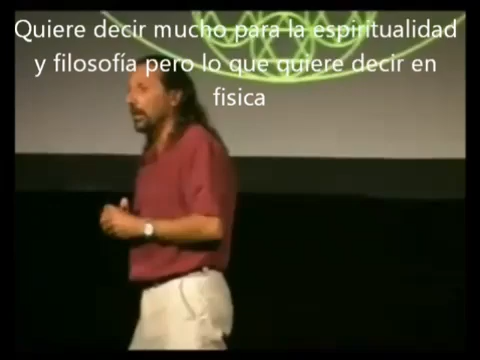 Quiere decir mucho para la espiritualidad
y filosofía pero lo que quiere decir en
fisica